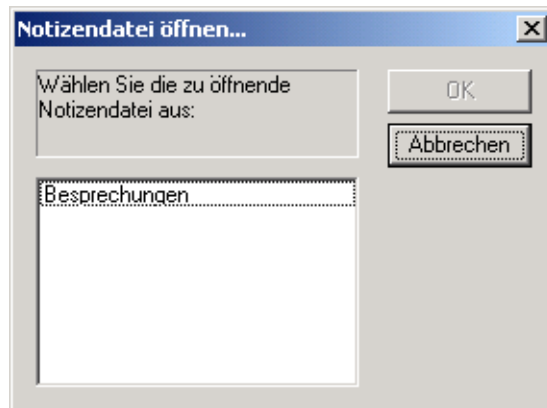 Notizendatei öffnen...
Wählen Sie die zu öffnende
Notizendatei aus:
OK
Abbrechen
Besprechungen